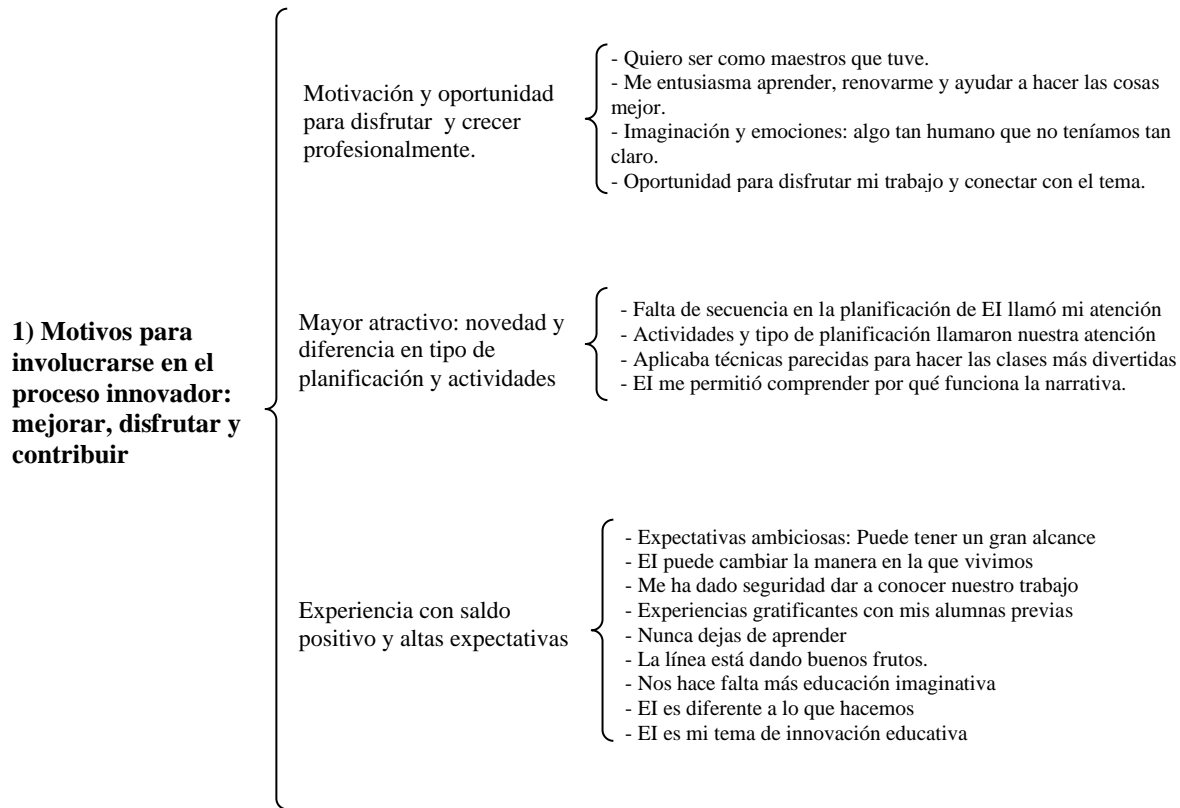 1) Motivos para
involucrarse en el
proceso innovador:
mejorar, disfrutar y
contribuir
Motivación y oportunidad
para disfrutar y crecer
profesionalmente.
- Quiero ser como maestros que tuve.
- Me entusiasma aprender, renovarme y ayudar a hacer las cosas
mejor.
- Imaginación y emociones: algo tan humano que no teníamos tan
claro.
- Oportunidad para disfrutar mi trabajo y conectar con el tema.
Mayor atractivo: novedad y
diferencia en tipo de
planificación y actividades
- Falta de secuencia en la planificación de EI llamó mi atención
- Actividades y tipo de planificación llamaron nuestra atención
- Aplicaba técnicas parecidas para hacer las clases más divertidas
- EI me permitió comprender por qué funciona la narrativa.
Experiencia con saldo
positivo y altas expectativas
- Expectativas ambiciosas: Puede tener un gran alcance
- EI puede cambiar la manera en la que vivimos
- Me ha dado seguridad dar a conocer nuestro trabajo
- Experiencias gratificantes con mis alumnas previas
- Nunca dejas de aprender
- La línea está dando buenos frutos.
- Nos hace falta más educación imaginativa
- EI es diferente a lo que hacemos
- EI es mi tema de innovación educativa